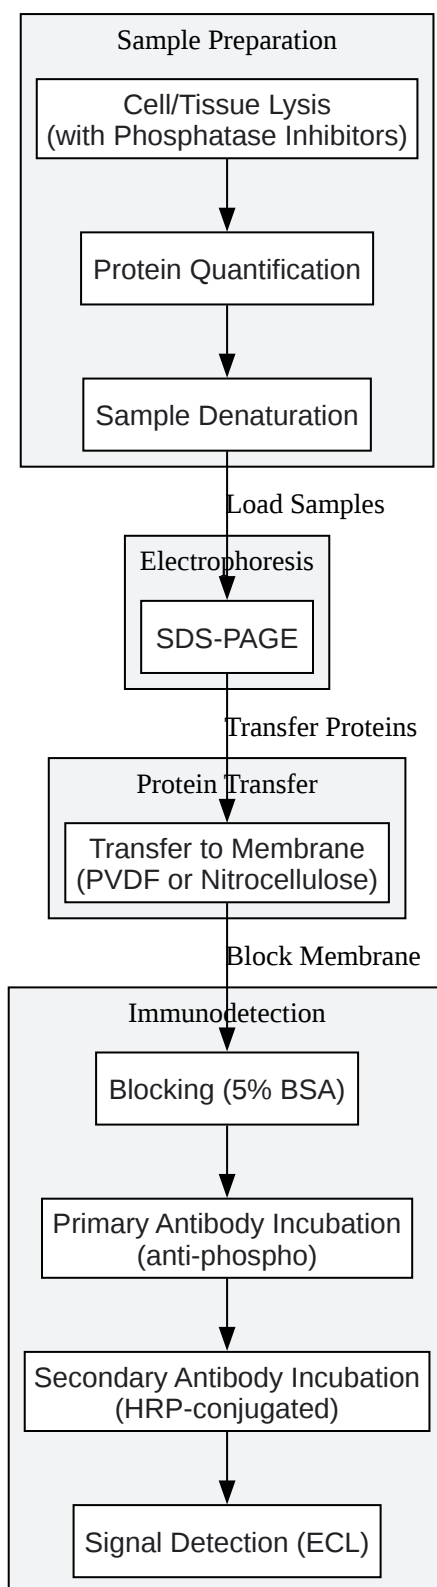 Sample Preparation
Cell/Tissue Lysis
(with Phosphatase Inhibitors)
Protein Quantification
Sample Denaturation
Load Samples
Electrophoresis
SDS-PAGE
Transfer Proteins
Protein Transfer
Transfer to Membrane
(PVDF or Nitrocellulose)
Block Membrane
Immunodetection
Blocking (5% BSA)
Primary Antibody Incubation
(anti-phospho)
Secondary Antibody Incubation
(HRP-conjugated)
Signal Detection (ECL)